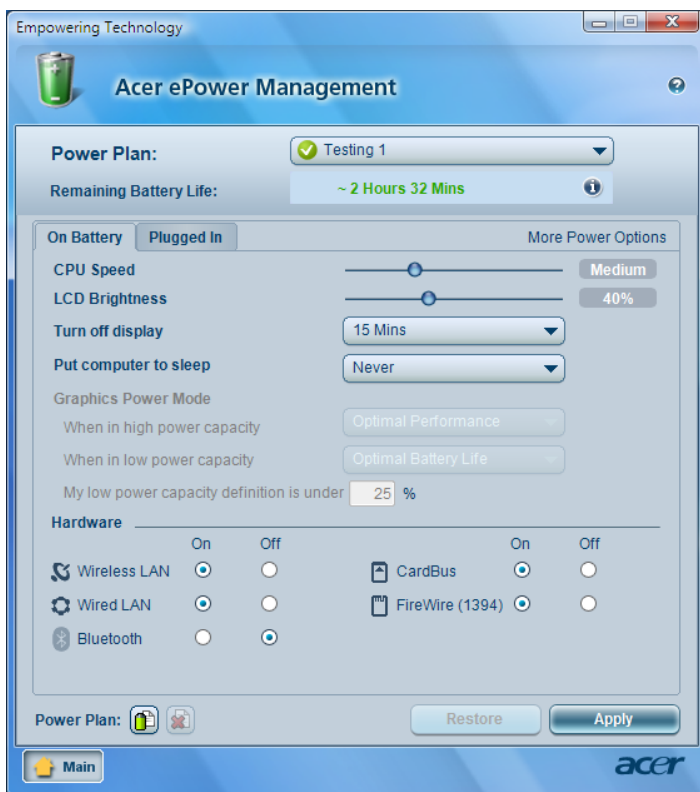 Empowering Technology
Acer ePower Management
Power Plan: Testing 1
Remaining Battery Life: ~ 2 Hours 32 Mins
On Battery Plugged In More Power Options
CPU Speed Medium
LCD Brightness 40%
Turn off display 15 Mins
Put computer to sleep Never
Graphics Power Mode
When in high power capacity Optimal Performance
When in low power capacity Optimal Battery Life
My low power capacity definition is under 25 %
Hardware
On Off On Off
Wireless LAN CardBus
Wired LAN FireWire (1394)
Bluetooth
Power Plan: Restore Apply
Main acer